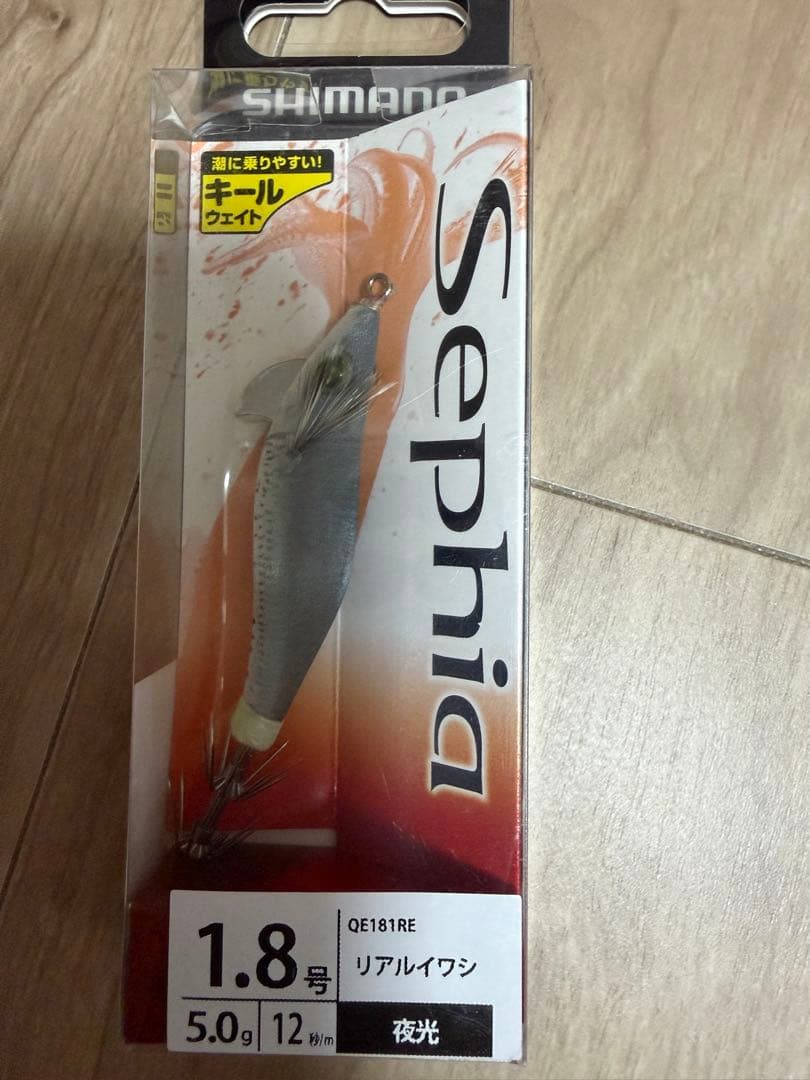 SHIMANO
潮に乗りやすい!
キール
ウェイト
Sephia
1.8号
QE181RE
リアルイワシ
5.0g
12秒/m
夜光